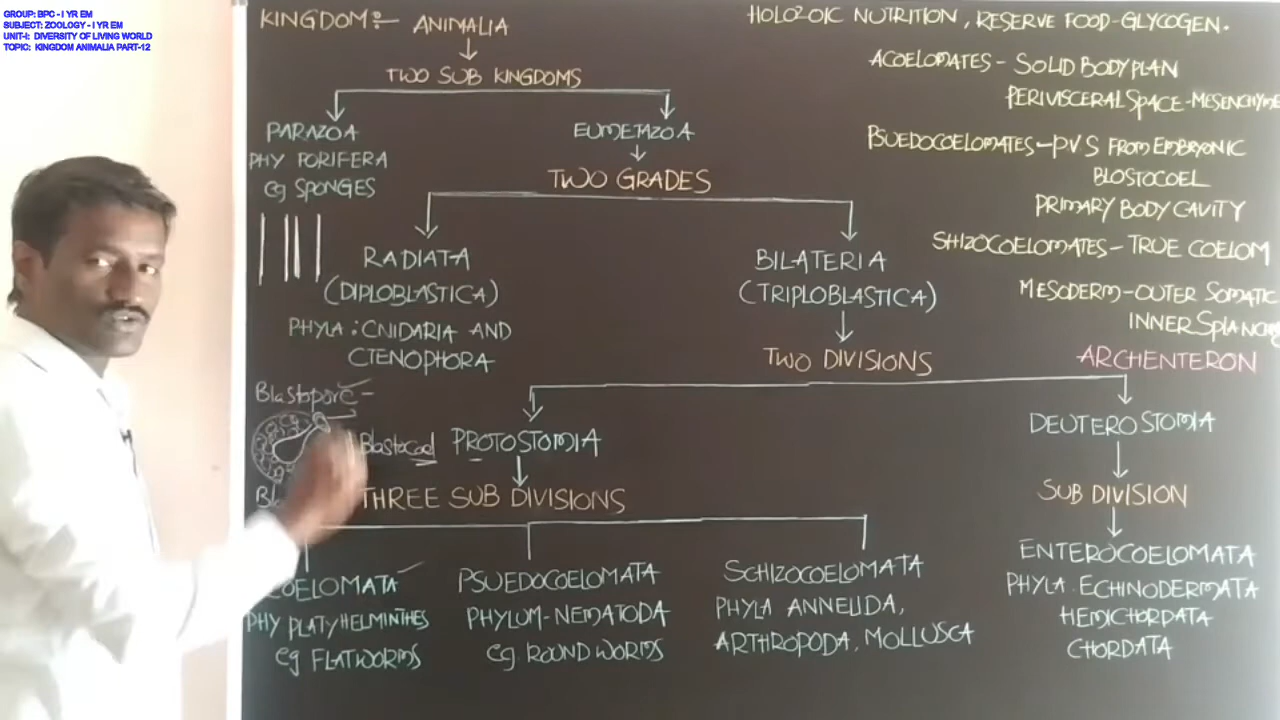 GROUP: BPC - I YR EM
SUBJECT: ZOOLOGY - I YR EM
UNIT-I: DIVERSITY OF LIVING WORLD
TOPIC: KINGDOM ANIMALIA PART-12
KINGDOM:- ANIMALIA
TWO SUB KINGDOMS
PARAZOA
PHY PORIFERA
eg SPONGES
EUMETAZOA
TWO GRADES
RADIATA
(DIPLOBLASTICA)
PHYLA: CNIDARIA AND
CTENOPHORA
BILATERIA
(TRIPLOBLASTICA)
TWO DIVISIONS
HOLOZOIC NUTRITION, RESERVE FOOD-GLYCOGEN.
ACOELOMATES - SOLID BODY PLAN
PERIVISCERAL SPACE-MESENCHYME
PSUEDOCOELOMATES-P.V.S FROM EMBRYONIC
BLOSTOCOEL
PRIMARY BODY CAVITY
SHIZOCOELOMATES- TRUE COELOM
MESODERM-OUTER SOMATIC
INNER SPLANCHN
ARCHENTERON
Blastopore-
Blastocoel
Bl
PROTOSTOMIA
THREE SUB DIVISIONS
COELOMATA
PHY PLATYHELMINTHES
eg FLATWORMS
PSUEDOCOELOMATA
PHYLUM-NEMATODA
eg ROUND WORMS
SCHIZOCOELOMATA
PHYLA ANNELIDA,
ARTHROPODA, MOLLUSCA
DEUTEROSTOMIA
SUB DIVISION
ENTEROCOELOMATA
PHYLA. ECHINODERMATA
HEMICHORDATA
CHORDATA